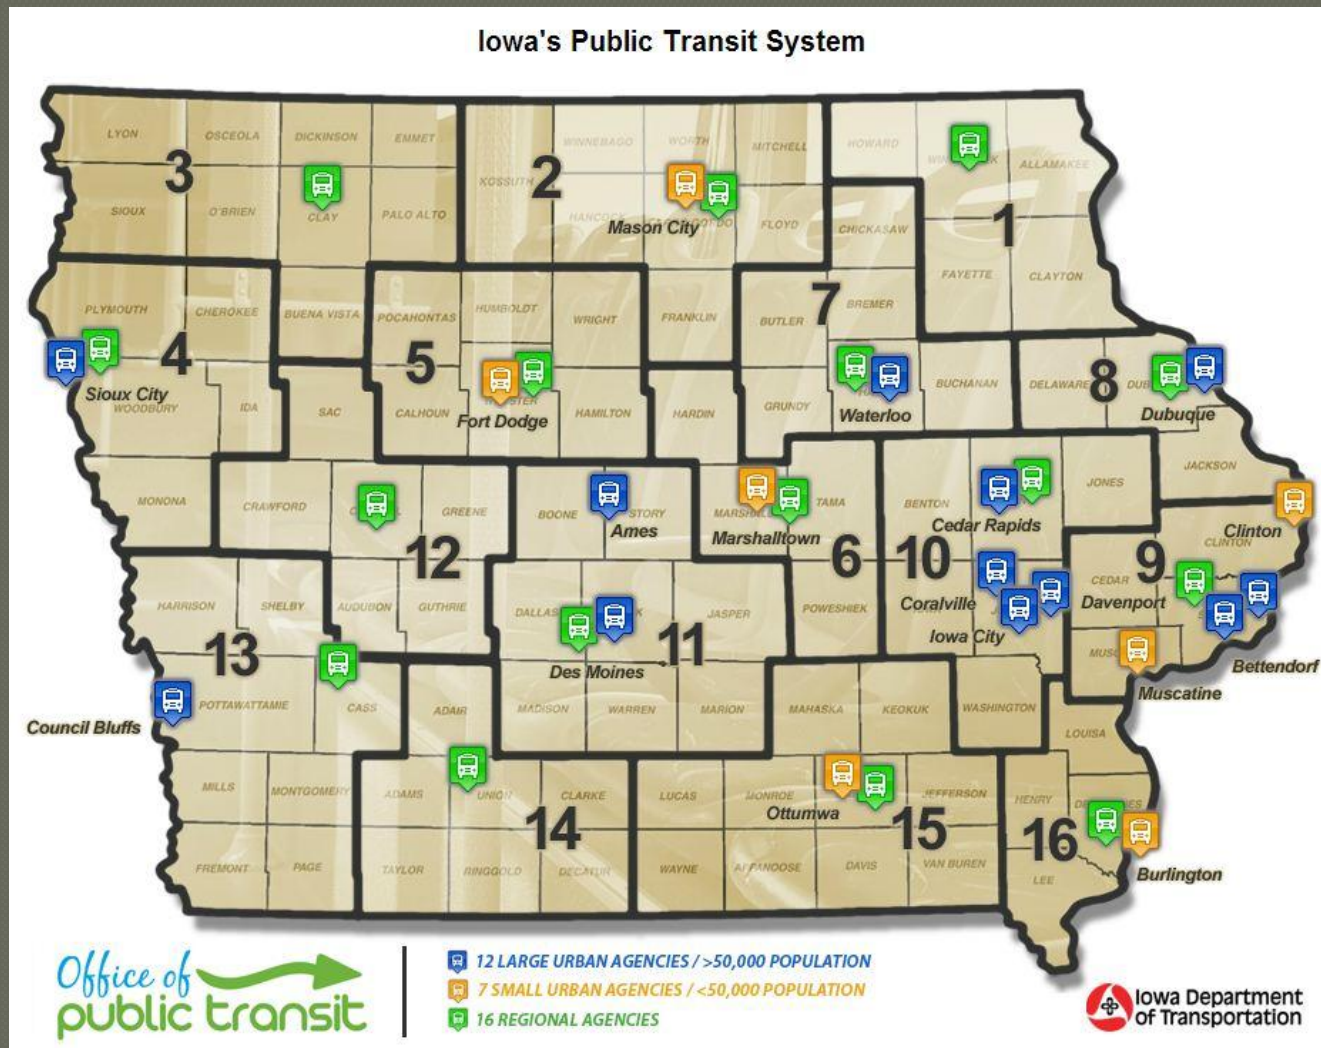 Iowa's Public Transit System
LYON
OSCEOLA
DICKINSON
EMMET
WINNEBAGO
WORTH
MITCHELL
HOWARD
ALLAMAKEE
3
2
KOSSUTH
SIOUX
O'BRIEN
CLAY
PALO ALTO
HANCOCK
Mason City
FLOYD
CHICKASAW
1
FAYETTE
CLAYTON
PLYMOUTH
CHEROKEE
BUENA VISTA
POCAHONTAS
HUMBOLDT
WRIGHT
FRANKLIN
BUTLER
7
BREMER
4
5
Sioux City
WOODBURY
IDA
SAC
CALHOUN
Fort Dodge
HAMILTON
HARDIN
GRUNDY
Waterloo
BUCHANAN
DELAWARE
8
Dubuque
JACKSON
MONONA
CRAWFORD
GREENE
BOONE
STORY
Ames
Marshalltown
TAMA
BENTON
Cedar Rapids
JONES
Clinton
CLINTON
12
6
10
9
HARRISON
SHELBY
AUDUBON
GUTHRIE
DALLAS
JASPER
POWESHIEK
Coralville
Iowa City
CEDAR
Davenport
13
11
Des Moines
Bettendorf
Muscatine
Council Bluffs
POTTAWATTAMIE
CASS
ADAIR
MADISON
WARREN
MARION
MAHASKA
KEOKUK
WASHINGTON
LOUISA
MILLS
MONTGOMERY
ADAMS
UNION
CLARKE
LUCAS
MONROE
Ottumwa
JEFFERSON
HENRY
14
15
16
FREMONT
PAGE
TAYLOR
RINGGOLD
DECATUR
WAYNE
APPANOOSE
DAVIS
VAN BUREN
LEE
Burlington
Office of
public transit
12 LARGE URBAN AGENCIES / >50,000 POPULATION
7 SMALL URBAN AGENCIES / <50,000 POPULATION
16 REGIONAL AGENCIES
Iowa Department
of Transportation